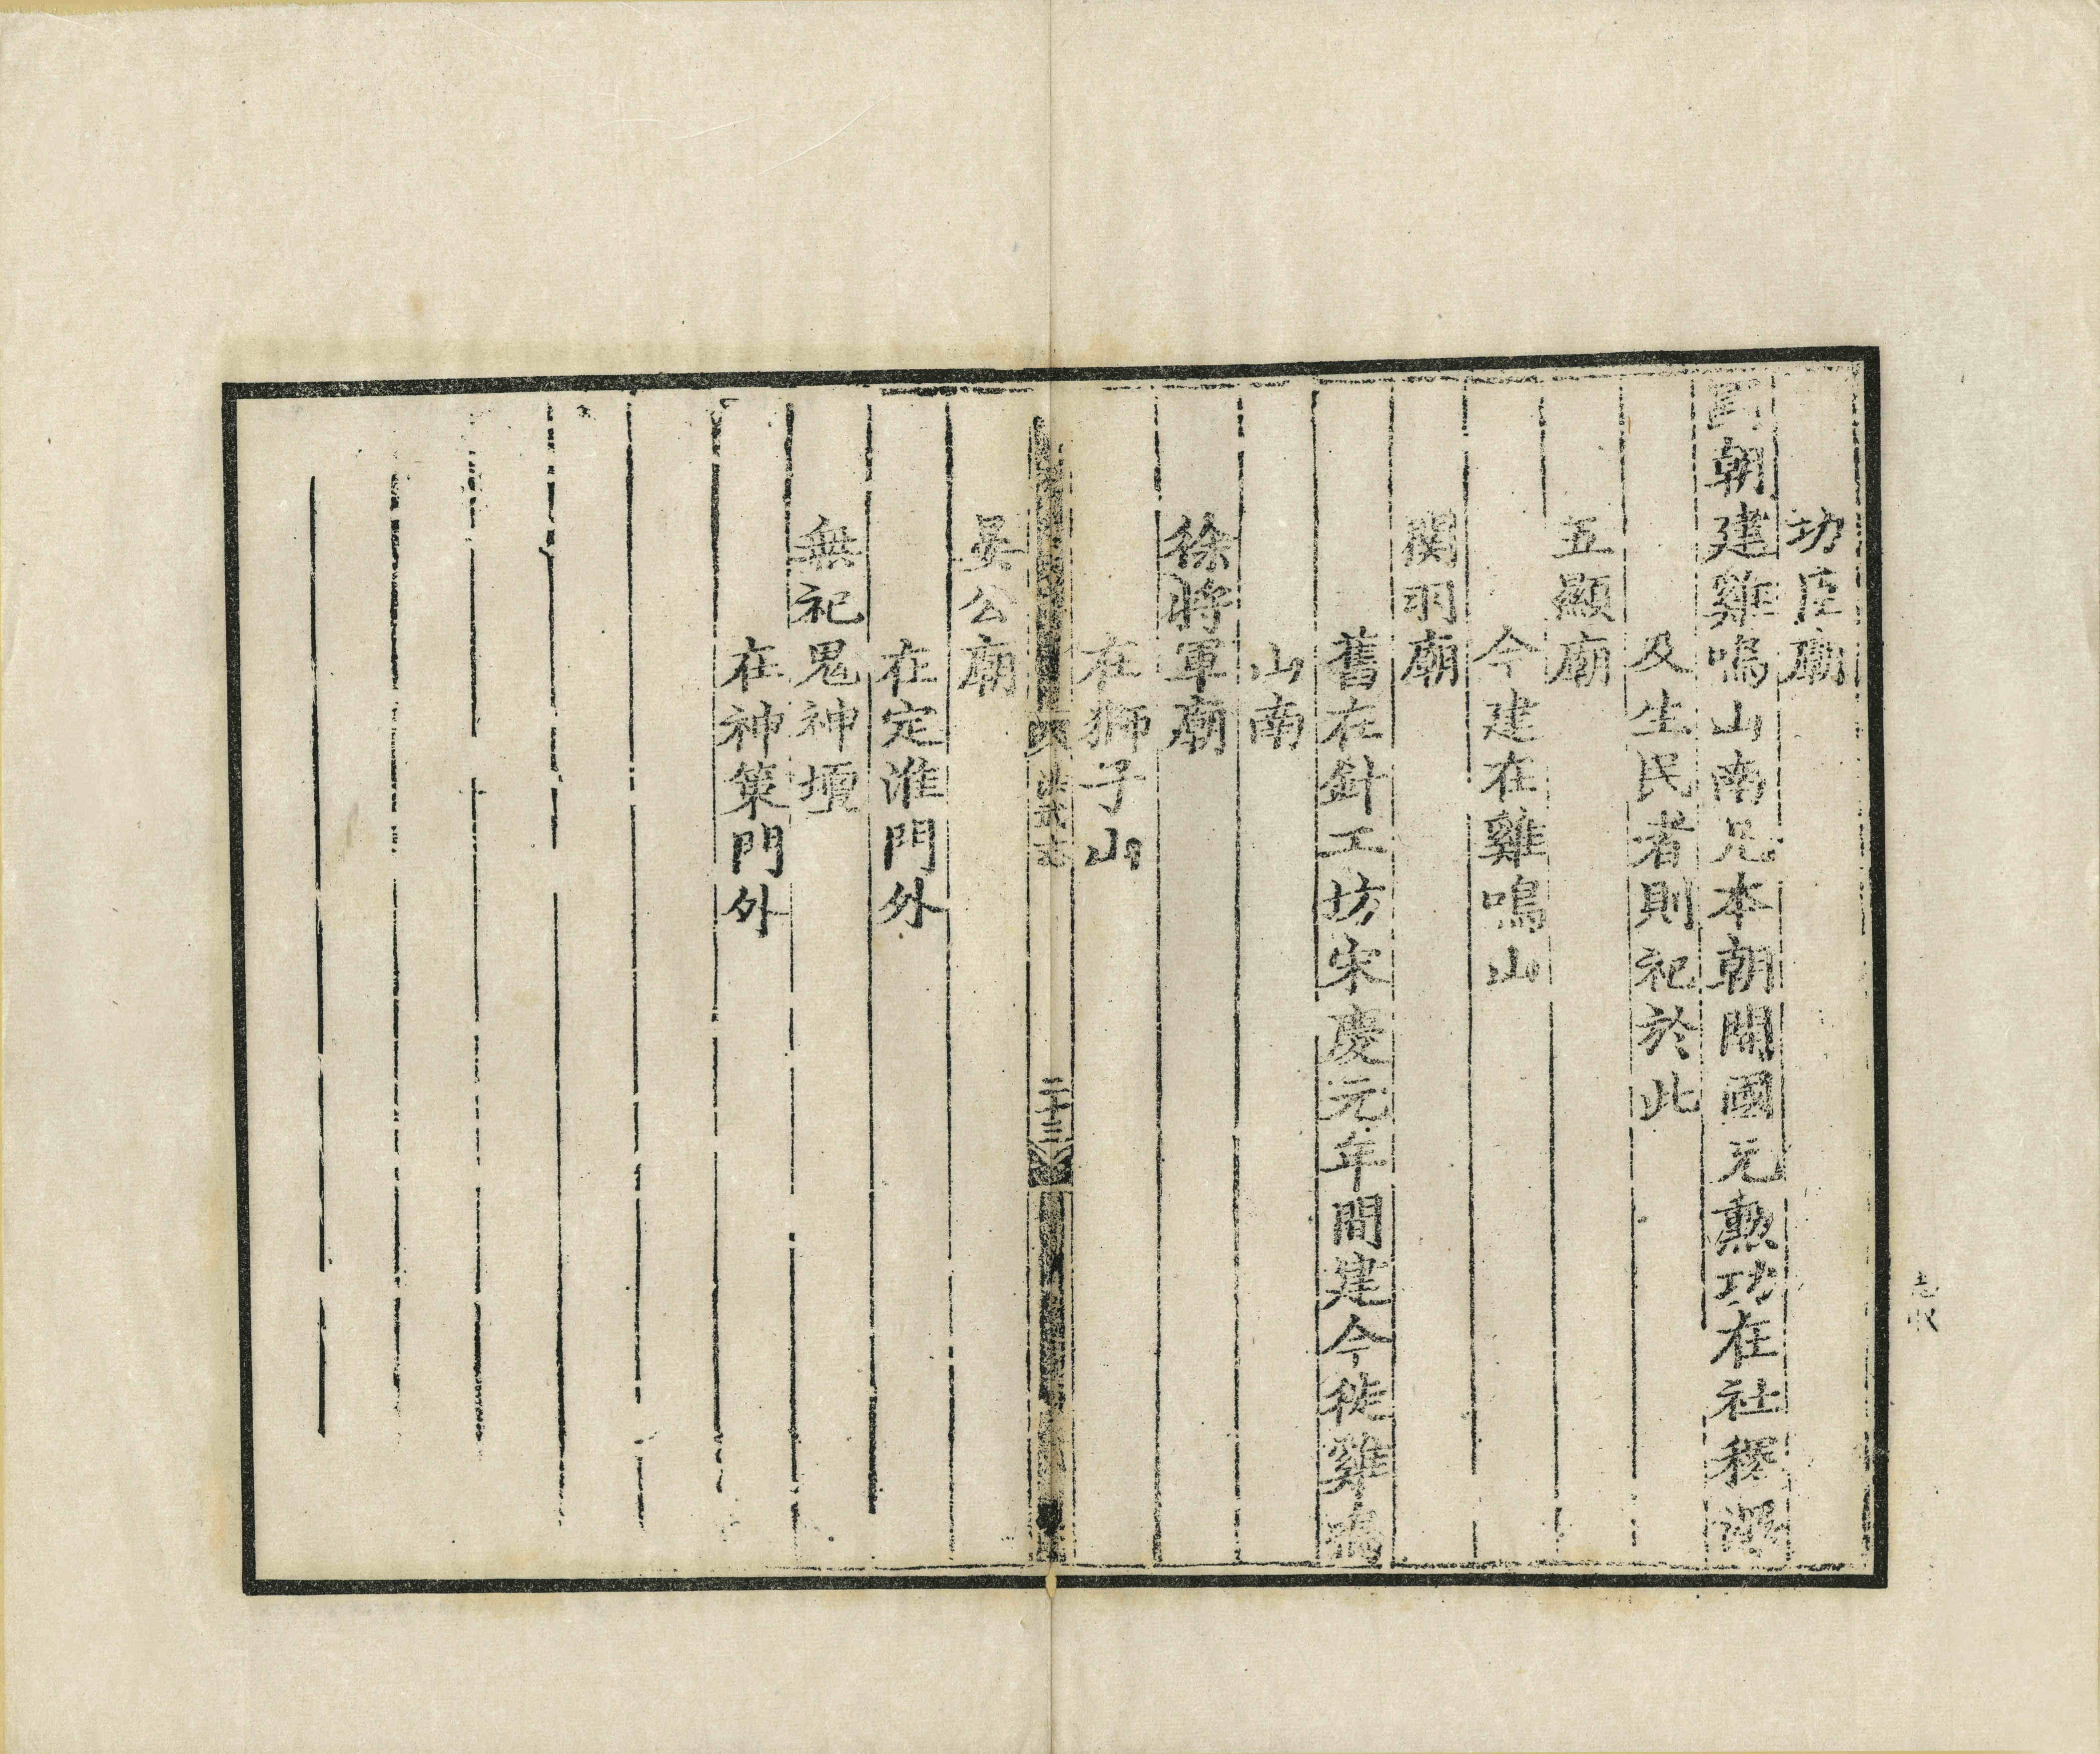 功臣廟
國朝建雞鳴山南凡本朝開國元勲功在社稷澤
及生民者則祀於此
五顯廟
今建在雞鳴山
関羽廟
舊在針工坊宋慶元年間建今徙雞鳴
山南
徐將軍廟
在獅子山
洪武志
二十三
晏公廟
在定淮門外
無祀鬼神壇
在神策門外